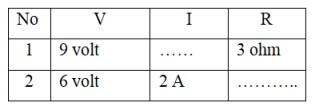 No V I R
1 9 volt …… 3 ohm
2 6 volt 2 A ………..